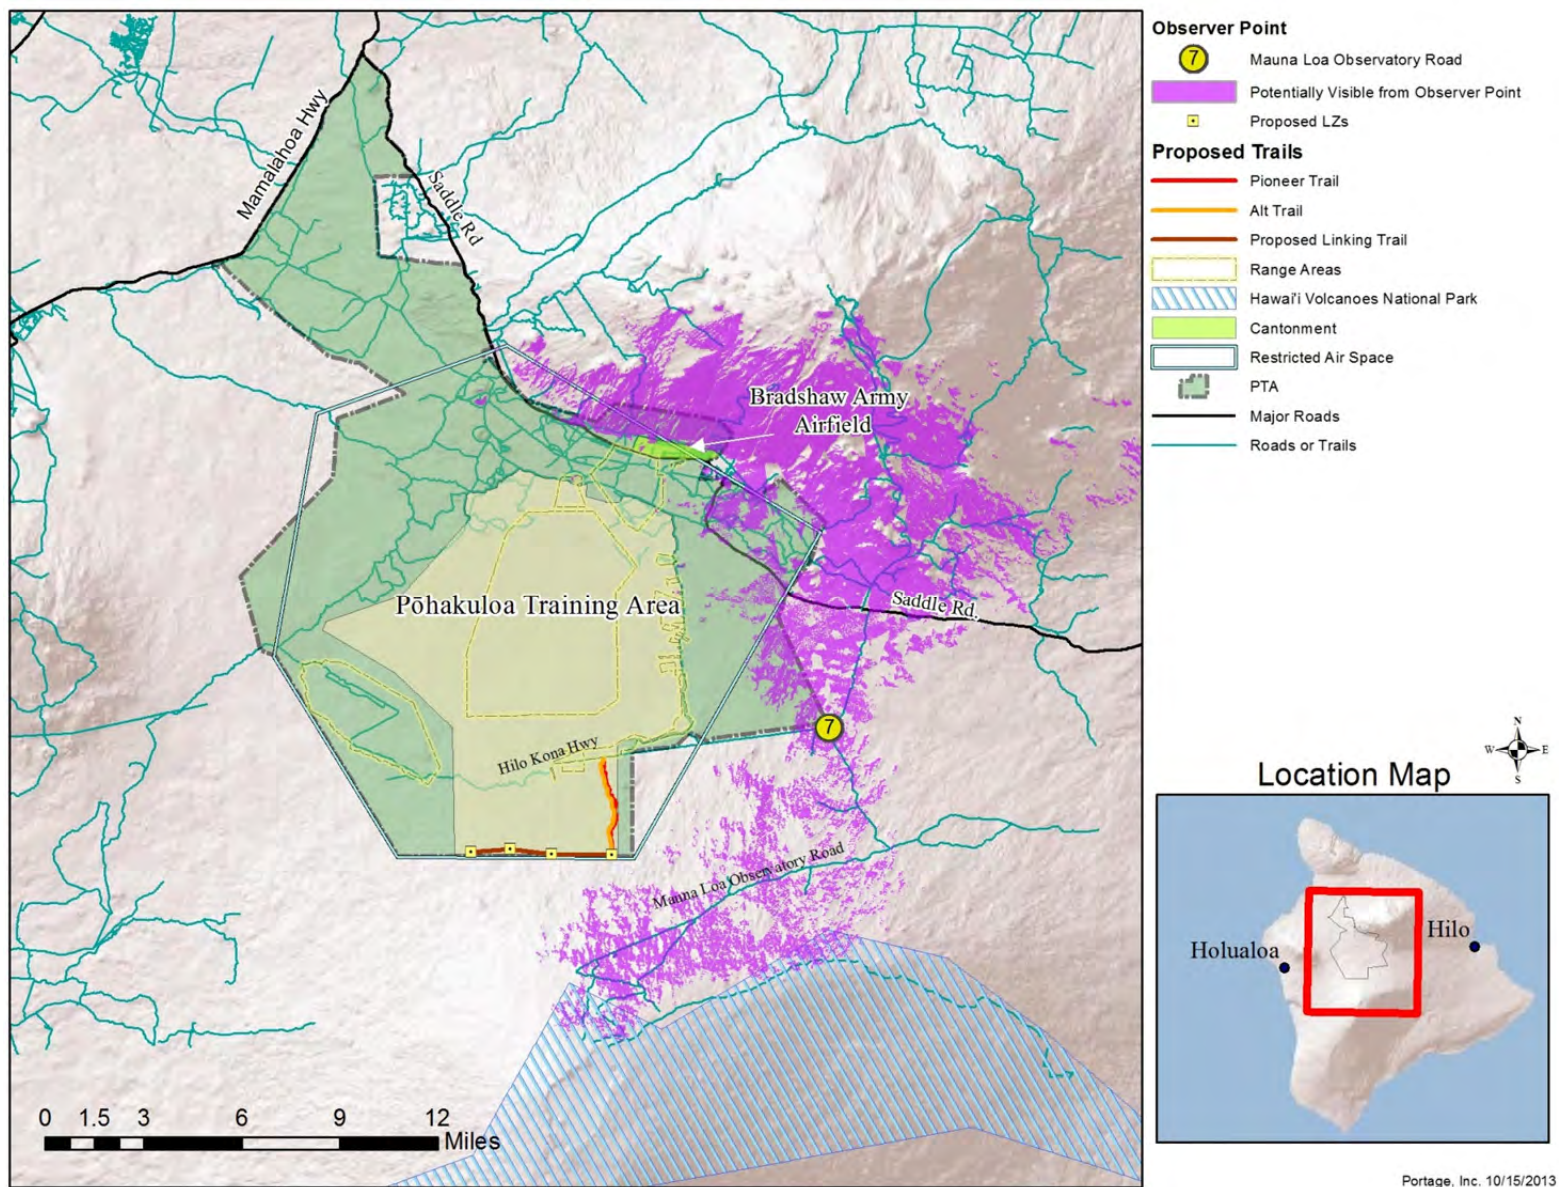 Observer Point
7
Mauna Loa Observatory Road
Potentially Visible from Observer Point
Proposed LZs
Proposed Trails
Pioneer Trail
Alt Trail
Proposed Linking Trail
Range Areas
Hawai'i Volcanoes National Park
Cantonment
Restricted Air Space
PTA
Major Roads
Roads or Trails
Mamalahoa Hwy
Saddle Rd
Bradshaw Army
Airfield
Pōhakuloa Training Area
Saddle Rd.
7
Hilo Kona Hwy
Mauna Loa Observatory Road
0 1.5 3 6 9 12
Miles
N
W E
S
Location Map
Hilo
Holualoa
Portage, Inc. 10/15/2013